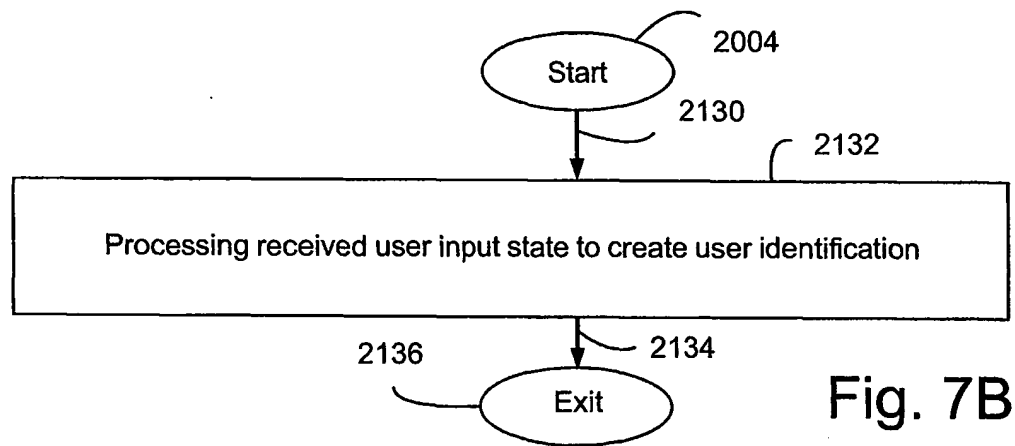 2004
Start
2130
2132
Processing received user input state to create user identification
2136
2134
Exit
Fig. 7B